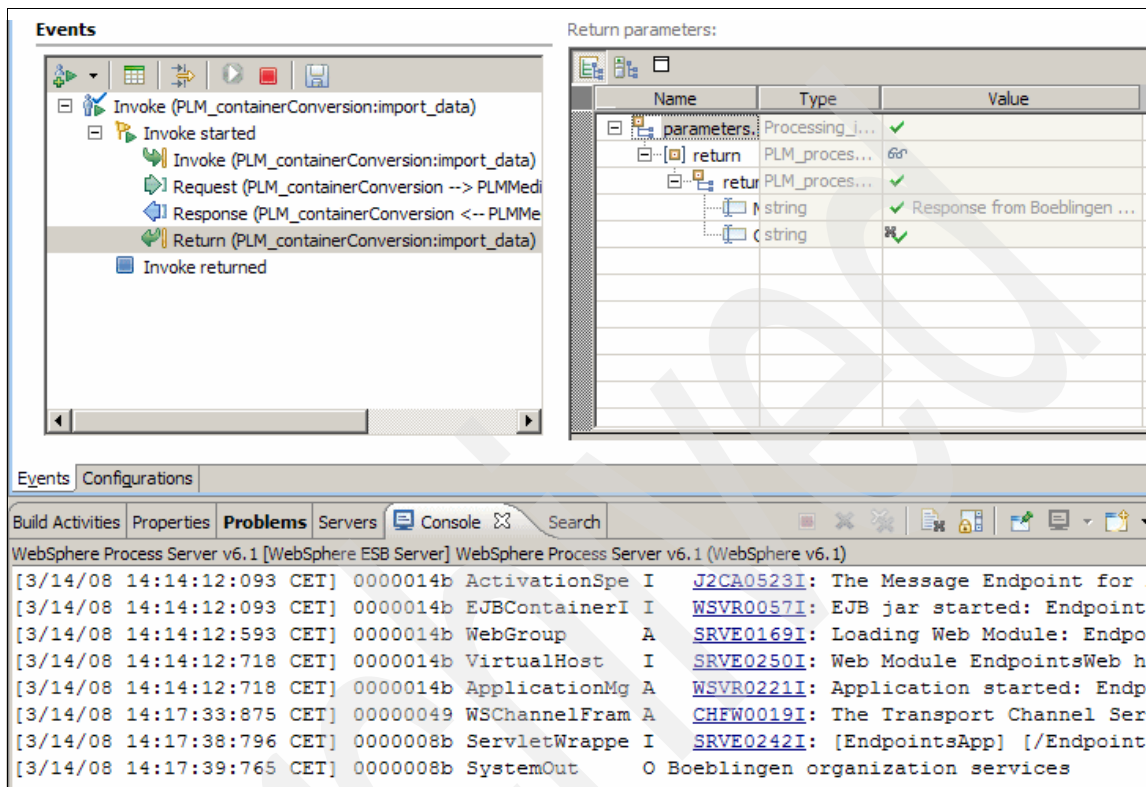 Events
Invoke (PLM_containerConversion:import_data)
Invoke started
Invoke (PLM_containerConversion:import_data)
Request (PLM_containerConversion --> PLMMedi
Response (PLM_containerConversion <-- PLMMe
Return (PLM_containerConversion:import_data)
Invoke returned
Return parameters:
Name Type Value
parameters. Processing_i...
return PLM_proces...
retur PLM_proces...
string Response from Boeblingen ...
string
Events Configurations
Build Activities Properties Problems Servers Console Search
WebSphere Process Server v6.1 [WebSphere ESB Server] WebSphere Process Server v6.1 (WebSphere v6.1)
[3/14/08 14:14:12:093 CET] 0000014b ActivationSpe I J2CA0523I: The Message Endpoint for
[3/14/08 14:14:12:093 CET] 0000014b EJBContainerI I WSVR0057I: EJB jar started: Endpoint
[3/14/08 14:14:12:593 CET] 0000014b WebGroup A SRVE0169I: Loading Web Module: Endpo
[3/14/08 14:14:12:718 CET] 0000014b VirtualHost I SRVE0250I: Web Module EndpointsWeb h
[3/14/08 14:14:12:718 CET] 0000014b ApplicationMg A WSVR0221I: Application started: Endp
[3/14/08 14:17:33:875 CET] 00000049 WSChannelFram A CHFW0019I: The Transport Channel Ser
[3/14/08 14:17:38:796 CET] 0000008b ServletWrappe I SRVE0242I: [EndpointsApp] [/Endpoint
[3/14/08 14:17:39:765 CET] 0000008b SystemOut O Boeblingen organization services